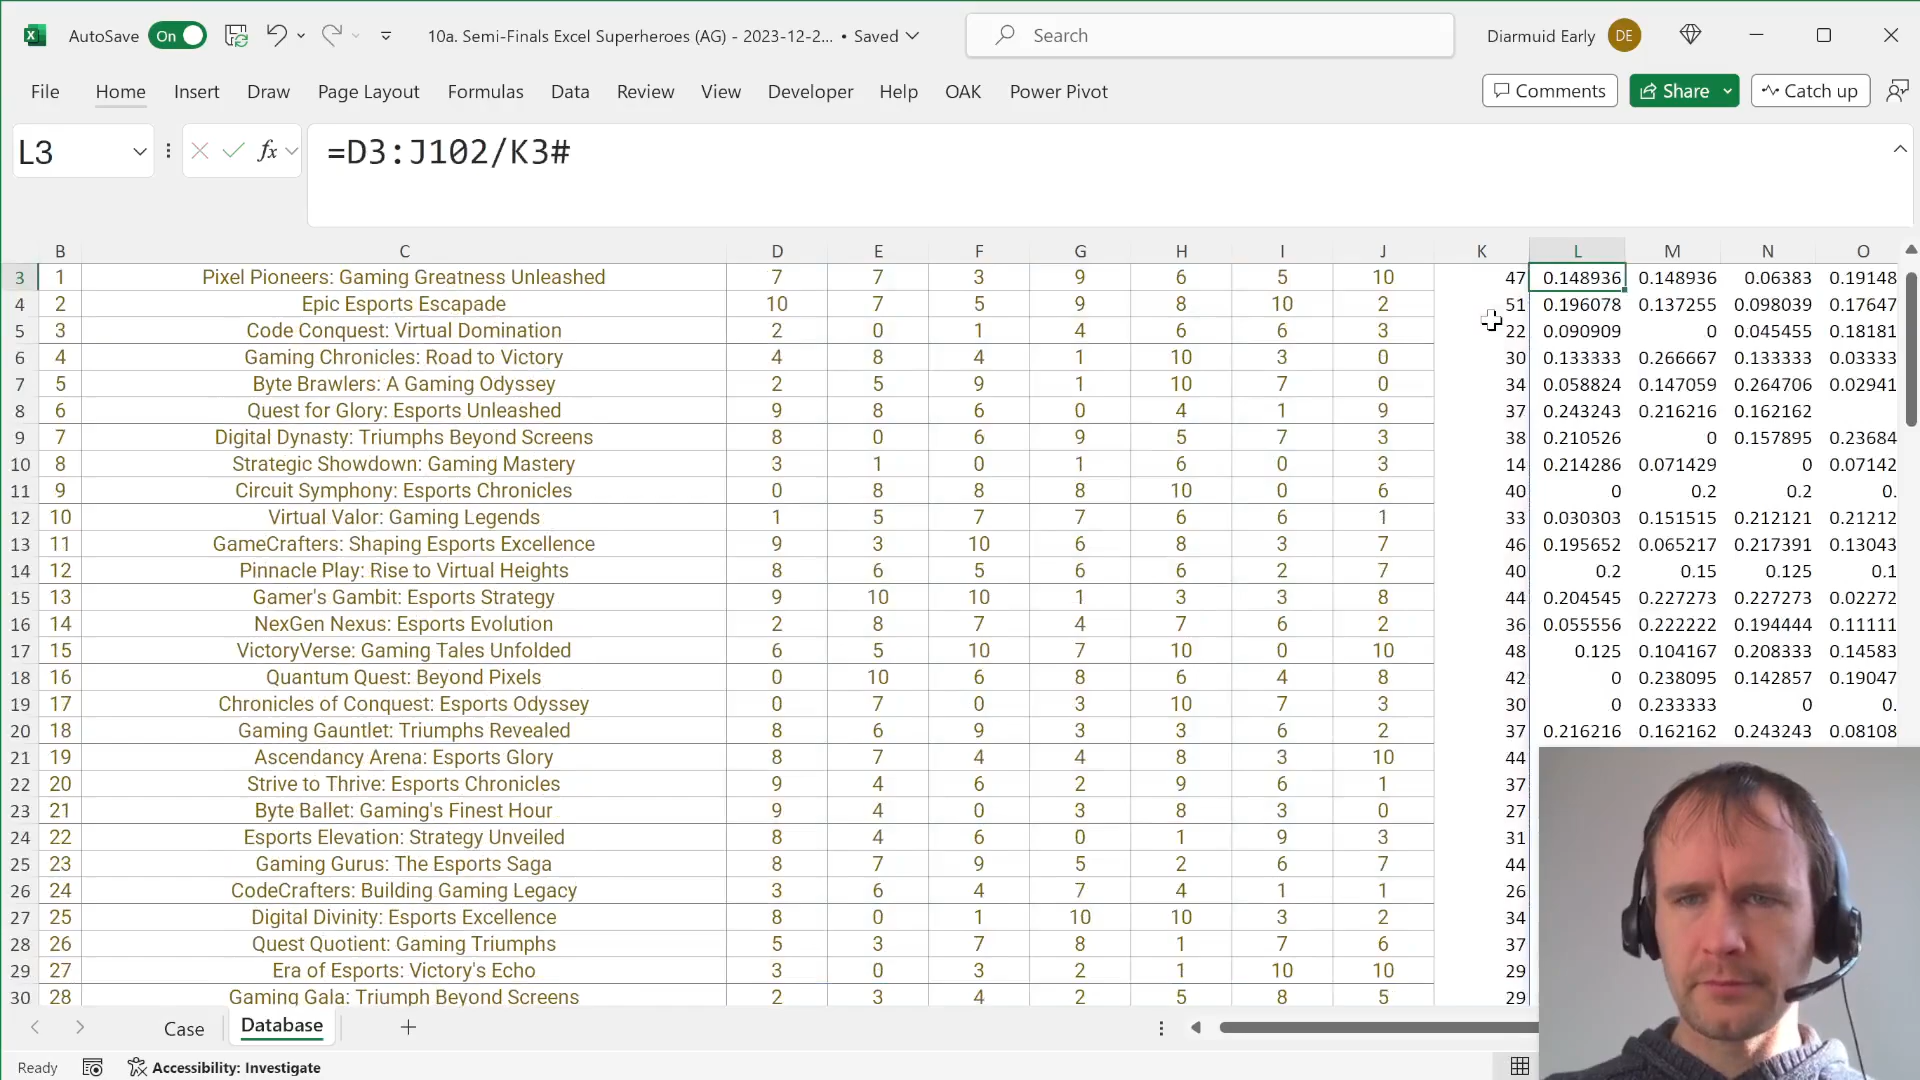 AutoSave On 10a. Semi-Finals Excel Superheroes (AG) - 2023-12-2... • Saved Search Diarmuid Early DE
File Home Insert Draw Page Layout Formulas Data Review View Developer Help OAK Power Pivot Comments Share Catch up
L3 fx =D3:J102/K3#
B C D E F G H I J K L M N O
3 1 Pixel Pioneers: Gaming Greatness Unleashed 7 7 3 9 6 5 10 47 0.148936 0.148936 0.06383 0.19148
4 2 Epic Esports Escapade 10 7 5 9 8 10 2 51 0.196078 0.137255 0.098039 0.17647
5 3 Code Conquest: Virtual Domination 2 0 1 4 6 6 3 22 0.090909 0 0.045455 0.18181
6 4 Gaming Chronicles: Road to Victory 4 8 4 1 10 3 0 30 0.133333 0.266667 0.133333 0.03333
7 5 Byte Brawlers: A Gaming Odyssey 2 5 9 1 10 7 0 34 0.058824 0.147059 0.264706 0.02941
8 6 Quest for Glory: Esports Unleashed 9 8 6 0 4 1 9 37 0.243243 0.216216 0.162162
9 7 Digital Dynasty: Triumphs Beyond Screens 8 0 6 9 5 7 3 38 0.210526 0 0.157895 0.23684
10 8 Strategic Showdown: Gaming Mastery 3 1 0 1 6 0 3 14 0.214286 0.071429 0 0.07142
11 9 Circuit Symphony: Esports Chronicles 0 8 8 8 10 0 6 40 0 0.2 0.2 0.
12 10 Virtual Valor: Gaming Legends 1 5 7 7 6 6 1 33 0.030303 0.151515 0.212121 0.21212
13 11 GameCrafters: Shaping Esports Excellence 9 3 10 6 8 3 7 46 0.195652 0.065217 0.217391 0.13043
14 12 Pinnacle Play: Rise to Virtual Heights 8 6 5 6 6 2 7 40 0.2 0.15 0.125 0.1
15 13 Gamer's Gambit: Esports Strategy 9 10 10 1 3 3 8 44 0.204545 0.227273 0.227273 0.02272
16 14 NexGen Nexus: Esports Evolution 2 8 7 4 7 6 2 36 0.055556 0.222222 0.194444 0.11111
17 15 VictoryVerse: Gaming Tales Unfolded 6 5 10 7 10 0 10 48 0.125 0.104167 0.208333 0.14583
18 16 Quantum Quest: Beyond Pixels 0 10 6 8 6 4 8 42 0 0.238095 0.142857 0.19047
19 17 Chronicles of Conquest: Esports Odyssey 0 7 0 3 10 7 3 30 0 0.233333 0 0.
20 18 Gaming Gauntlet: Triumphs Revealed 8 6 9 3 3 6 2 37 0.216216 0.162162 0.243243 0.08108
21 19 Ascendancy Arena: Esports Glory 8 7 4 4 8 3 10 44
22 20 Strive to Thrive: Esports Chronicles 9 4 6 2 9 6 1 37
23 21 Byte Ballet: Gaming's Finest Hour 9 4 0 3 8 3 0 27
24 22 Esports Elevation: Strategy Unveiled 8 4 6 0 1 9 3 31
25 23 Gaming Gurus: The Esports Saga 8 7 9 5 2 6 7 44
26 24 CodeCrafters: Building Gaming Legacy 3 6 4 7 4 1 1 26
27 25 Digital Divinity: Esports Excellence 8 0 1 10 10 3 2 34
28 26 Quest Quotient: Gaming Triumphs 5 3 7 8 1 7 6 37
29 27 Era of Esports: Victory's Echo 3 0 3 2 1 10 10 29
30 28 Gaming Gala: Triumph Beyond Screens 2 3 4 2 5 8 5 29
Case Database
Ready Accessibility: Investigate